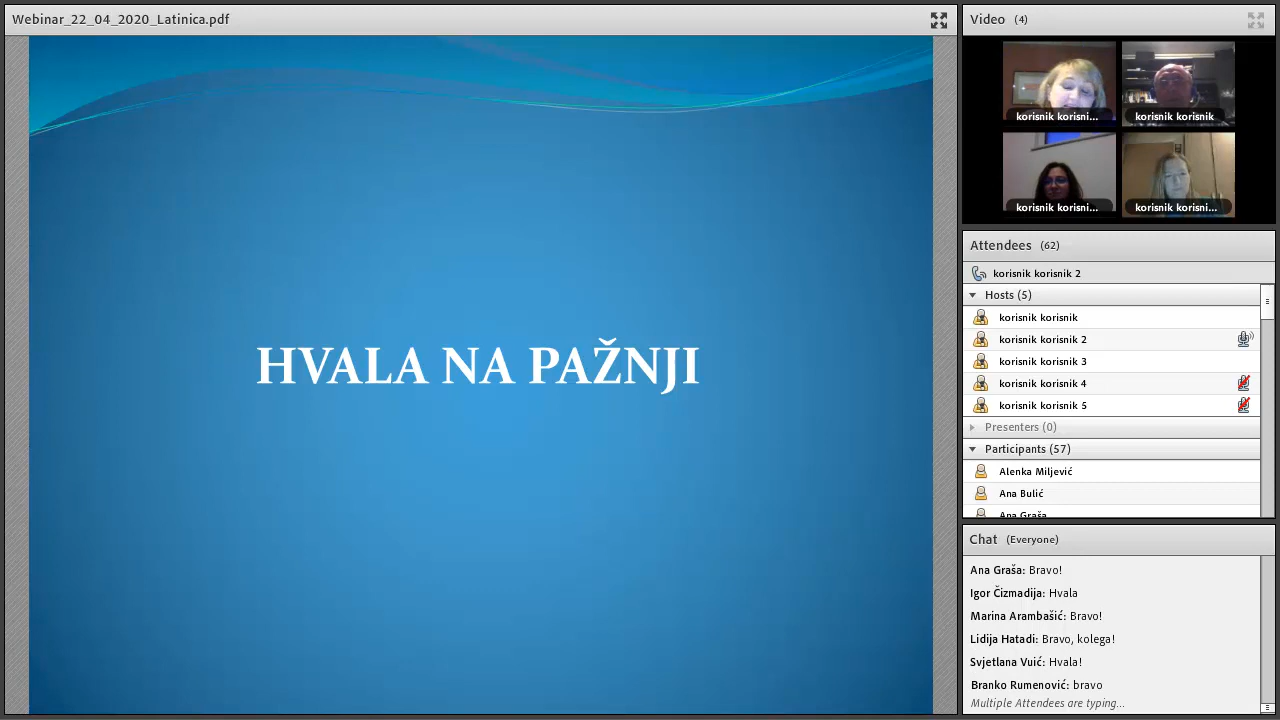 Webinar_22_04_2020_Latinica.pdf
HVALA NA PAŽNJI
Video (4)
korisnik korisni...
korisnik korisnik
korisnik korisni...
korisnik korisni...
Attendees (62)
korisnik korisnik 2
Hosts (5)
korisnik korisnik
korisnik korisnik 2
korisnik korisnik 3
korisnik korisnik 4
korisnik korisnik 5
Presenters (0)
Participants (57)
Alenka Miljević
Ana Bulić
Ana Graša
Chat (Everyone)
Ana Graša: Bravo!
Igor Čizmadija: Hvala
Marina Arambašić: Bravo!
Lidija Hatadi: Bravo, kolega!
Svjetlana Vuić: Hvala!
Branko Rumenović: bravo
Multiple Attendees are typing...